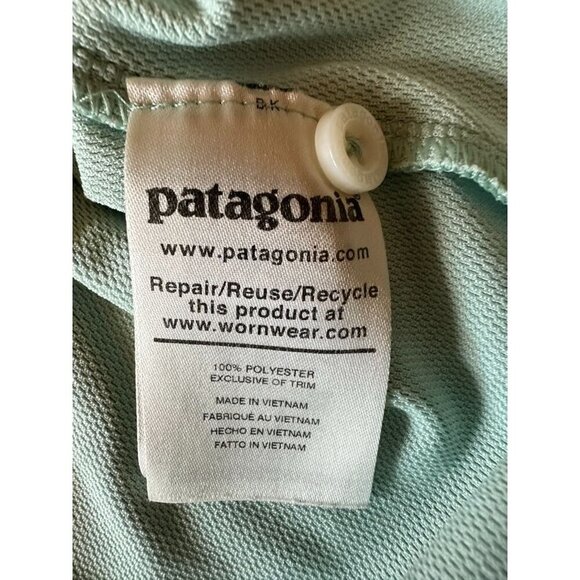 patagonia®
www.patagonia.com
Repair/Reuse/Recycle
this product at
www.wornwear.com
100% POLYESTER
EXCLUSIVE OF TRIM
MADE IN VIETNAM
FABRIQUÉ AU VIETNAM
HECHO EN VIETNAM
FATTO IN VIETNAM